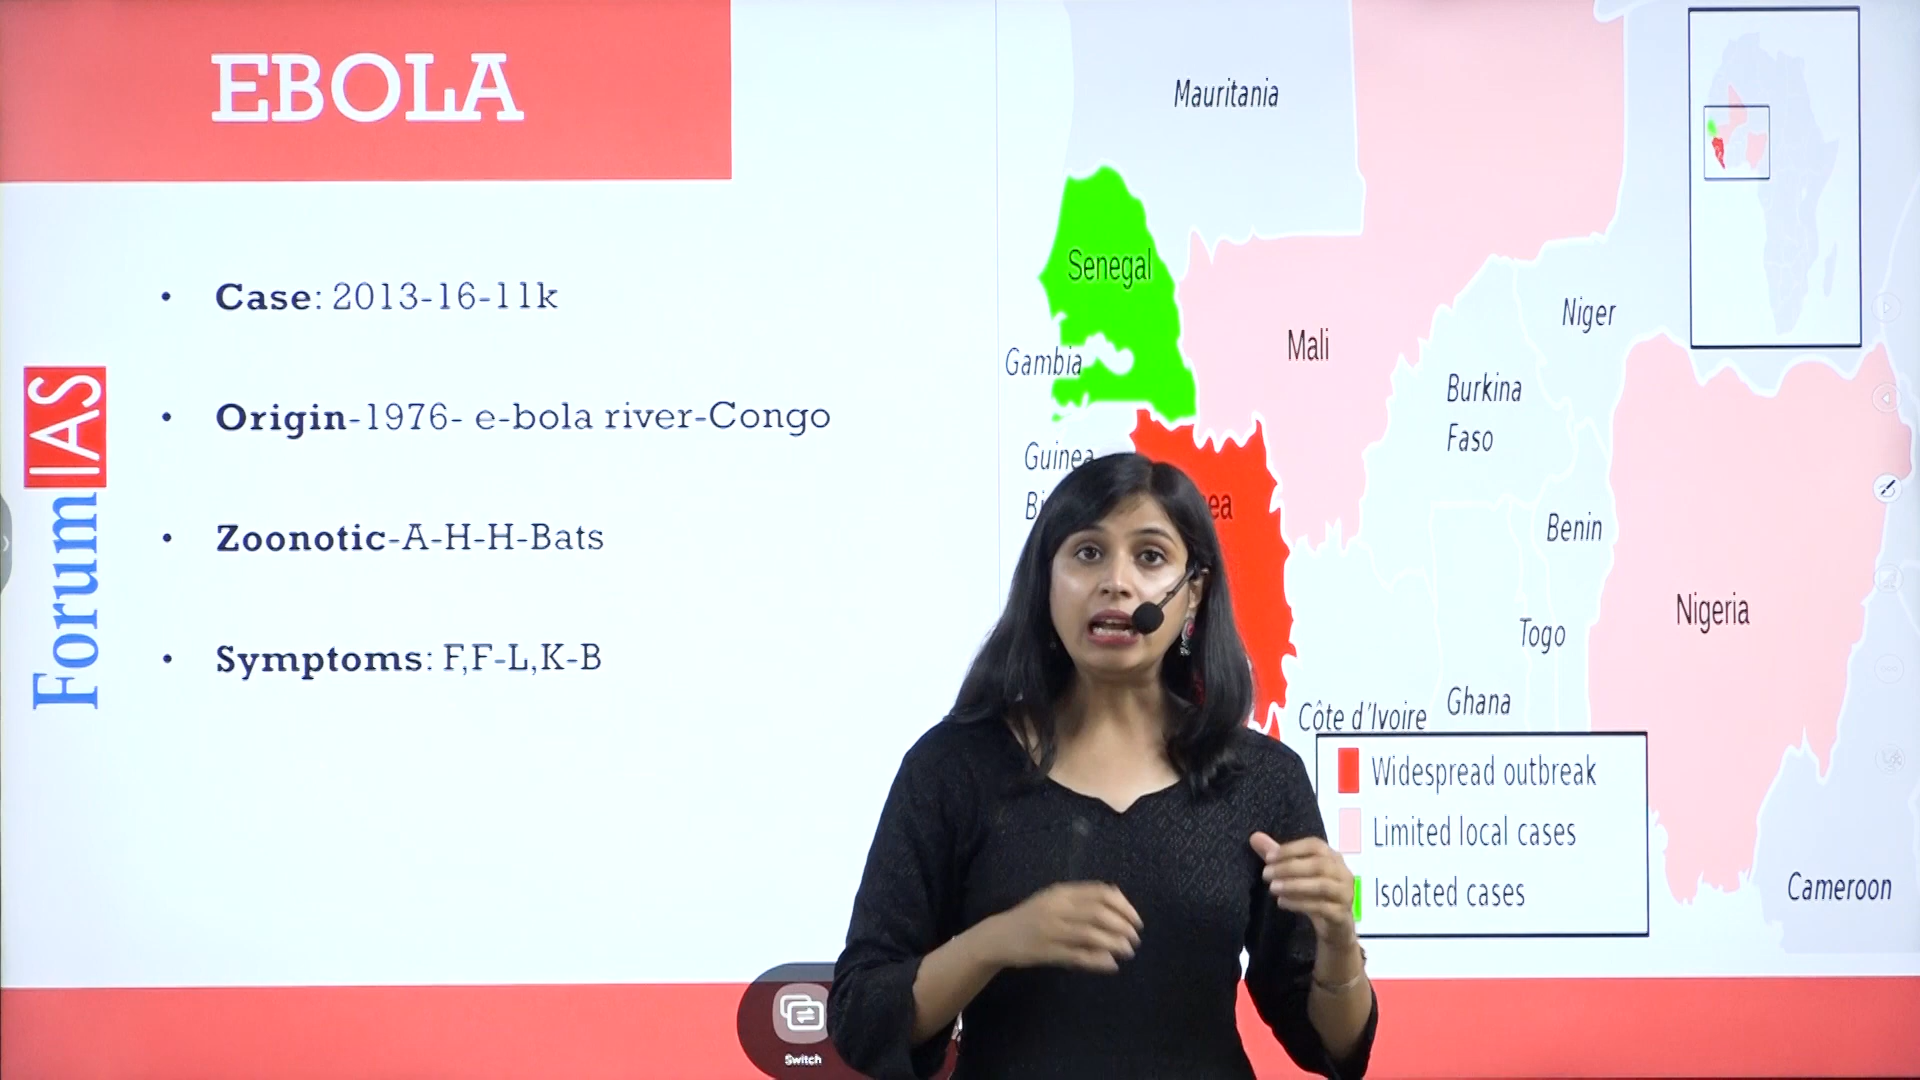 EBOLA
• Case: 2013-16-11k
• Origin-1976- e-bola river-Congo
• Zoonotic-A-H-H-Bats
• Symptoms: F,F-L,K-B
ForumIAS
Mauritania
Senegal
Gambia
Mali
Niger
Burkina
Faso
Guinea
Benin
Togo
Nigeria
Côte d'Ivoire
Ghana
Cameroon
Widespread outbreak
Limited local cases
Isolated cases
Switch